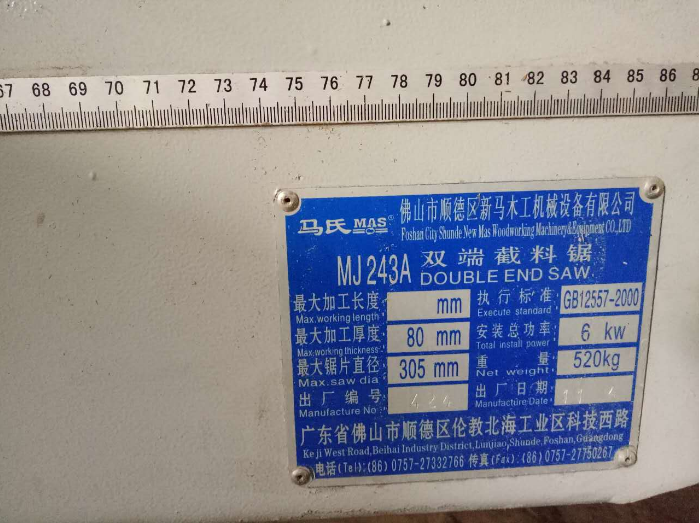 67 68 69 70 71 72 73 74 75 76 77 78 79 80 81 82 83 84 85 86
马氏 MAS® 佛山市顺德区新马木工机械设备有限公司
Foshan City Shunde New Mas Woodworking Machinery&Equipment CO.,LTD
MJ243A 双端截料锯
DOUBLE END SAW
最大加工长度 mm 执行标准 GB12557-2000
Max.working length Execute standard
最大加工厚度 80 mm 安装总功率 6 kw
Max.working thickness Total install power
最大锯片直径 305 mm 重量 520kg
Max.saw dia Net weight
出厂编号 424 出厂日期
Manufacture No Manufacture Date
广东省佛山市顺德区伦教北海工业区科技西路
Keji West Road,Beihai Industry District,Lunjiao,Shunde,Foshan,Guangdong
电话(Tel):(86) 0757-27332766 传真(Fax):(86) 0757-27750267